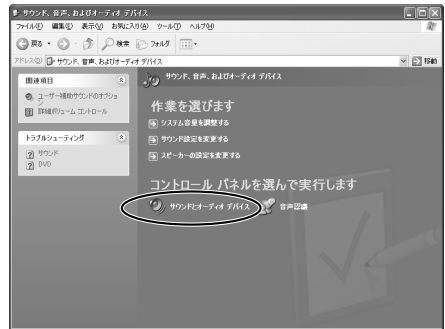 サウンド、音声、およびオーディオ デバイス
ファイル(F) 編集(E) 表示(V) お気に入り(A) ツール(T) ヘルプ(H)
戻る 検索 フォルダ
アドレス(D) サウンド、音声、およびオーディオ デバイス 移動
関連項目
ユーザー補助サウンドのオプション
詳細ボリューム コントロール
トラブルシューティング
サウンド
DVD
サウンド、音声、およびオーディオ デバイス
作業を選びます
システム音量を調整する
サウンド設定を変更する
スピーカーの設定を変更する
コントロール パネルを選んで実行します
サウンドとオーディオ デバイス 音声認識